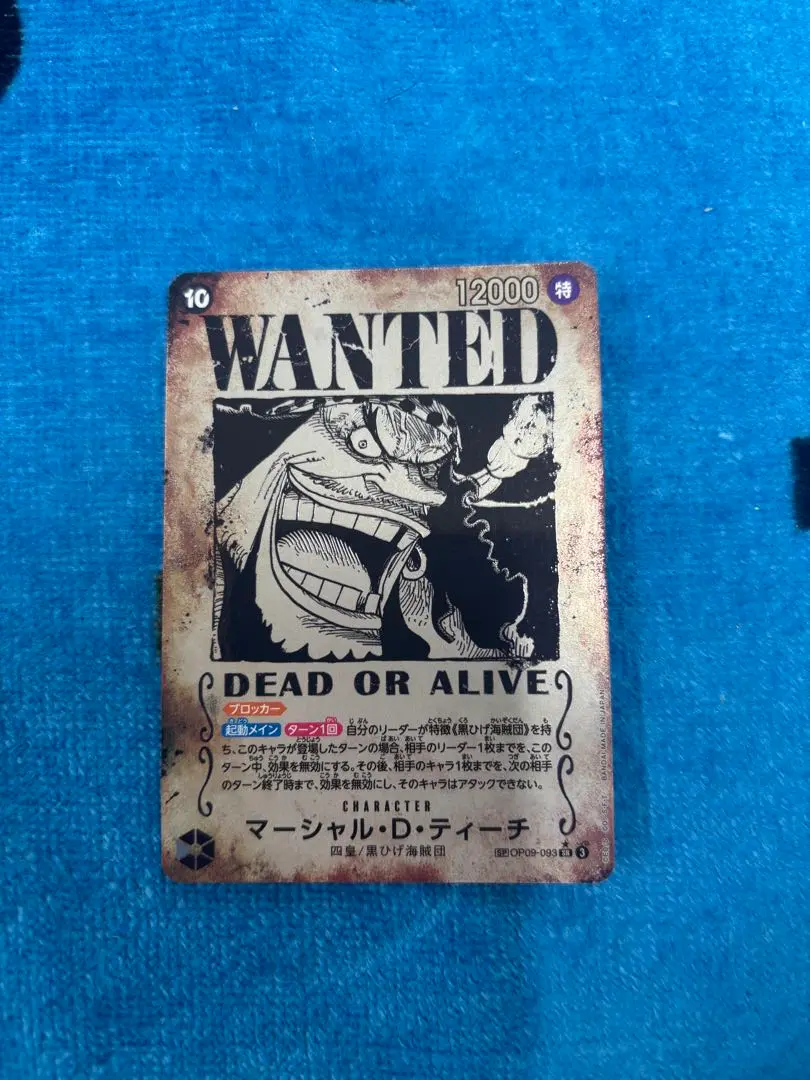 10
12000 特
WANTED
DEAD OR ALIVE
ブロッカー
起動メイン ターン1回 自分のリーダーが特徴《黒ひげ海賊団》を持
ち、このキャラが登場したターンの場合、相手のリーダー1枚までを、この
ターン中、効果を無効にする。その後、相手のキャラ1枚までを、次の相手
のターン終了時まで、効果を無効にし、そのキャラはアタックできない。
CHARACTER
マーシャル・D・ティーチ
四皇/黒ひげ海賊団
SP OP09-093 SR ★ 3
BANDAI MADE IN JAPAN